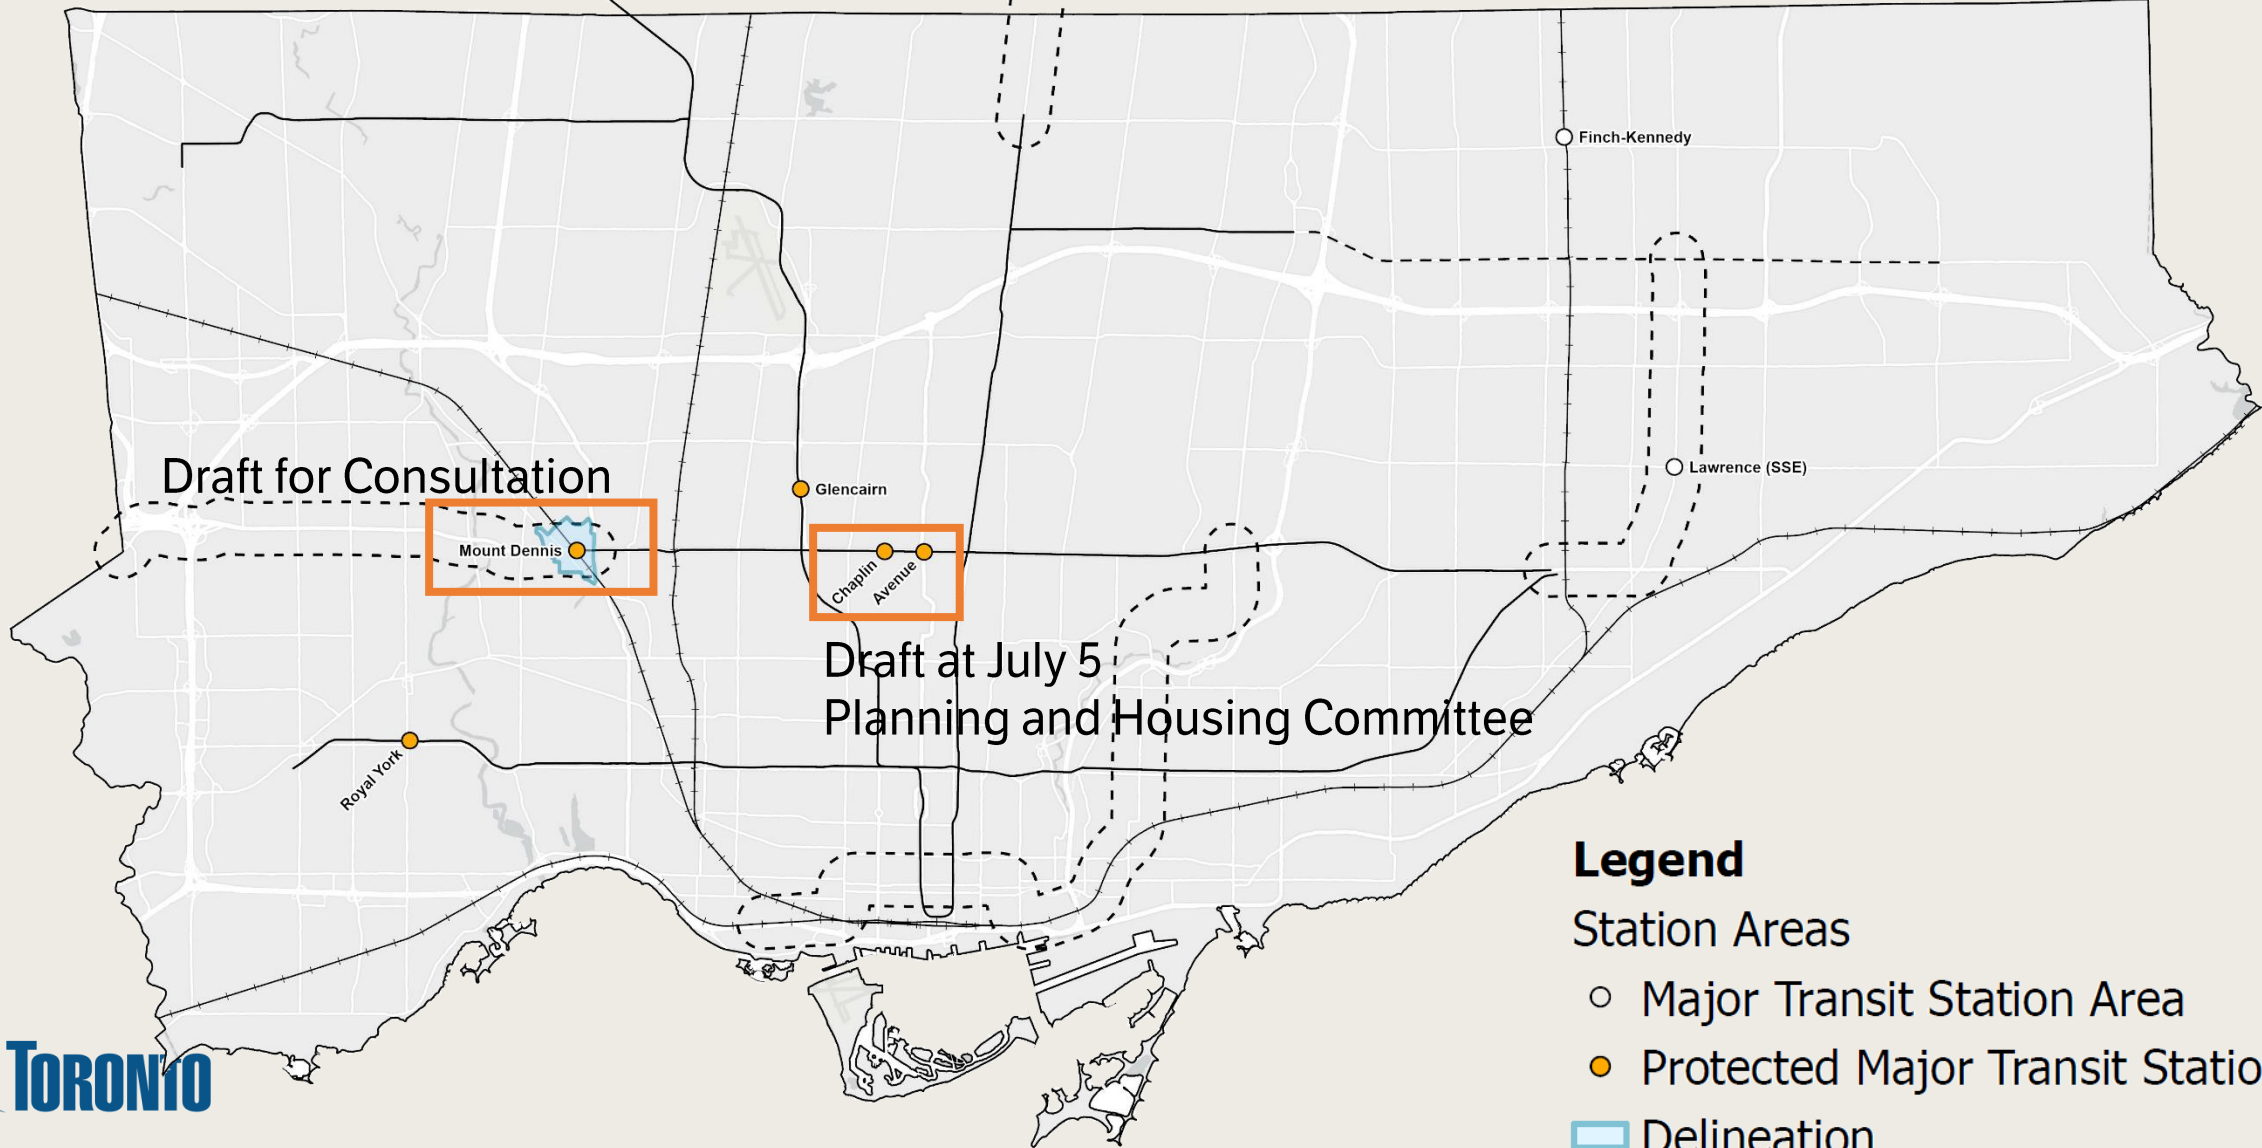 Finch-Kennedy
Draft for Consultation
Lawrence (SSE)
Glencairn
Mount Dennis
Chaplin
Avenue
Draft at July 5
Planning and Housing Committee
Royal York
Legend
Station Areas
Major Transit Station Area
Protected Major Transit Statio
Delineation
TORONTO